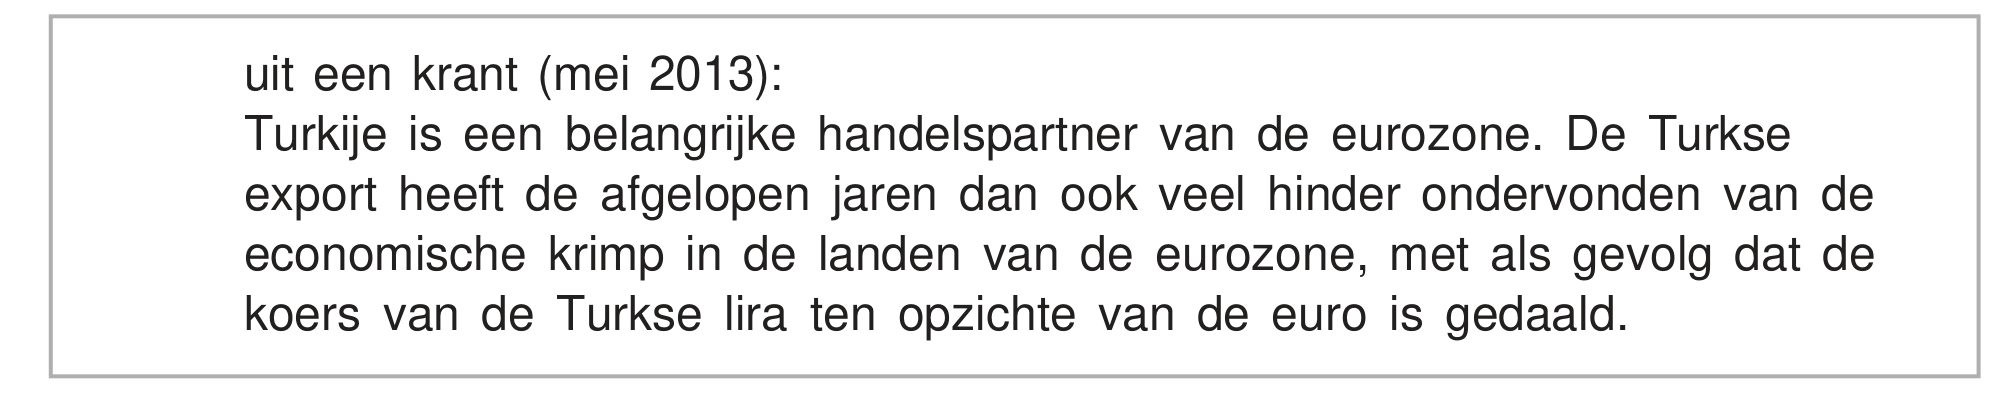 uit een krant (mei 2013):
Turkije is een belangrijke handelspartner van de eurozone. De Turkse
export heeft de afgelopen jaren dan ook veel hinder ondervonden van de
economische krimp in de landen van de eurozone, met als gevolg dat de
koers van de Turkse lira ten opzichte van de euro is gedaald.